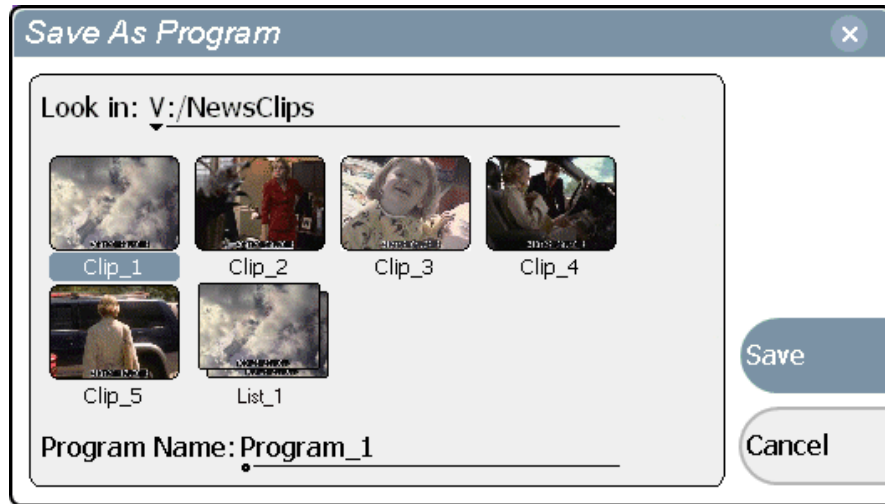 Save As Program
Look in: V:/NewsClips
Clip_1 Clip_2 Clip_3 Clip_4
Clip_5 List_1
Save
Program Name: Program_1
Cancel